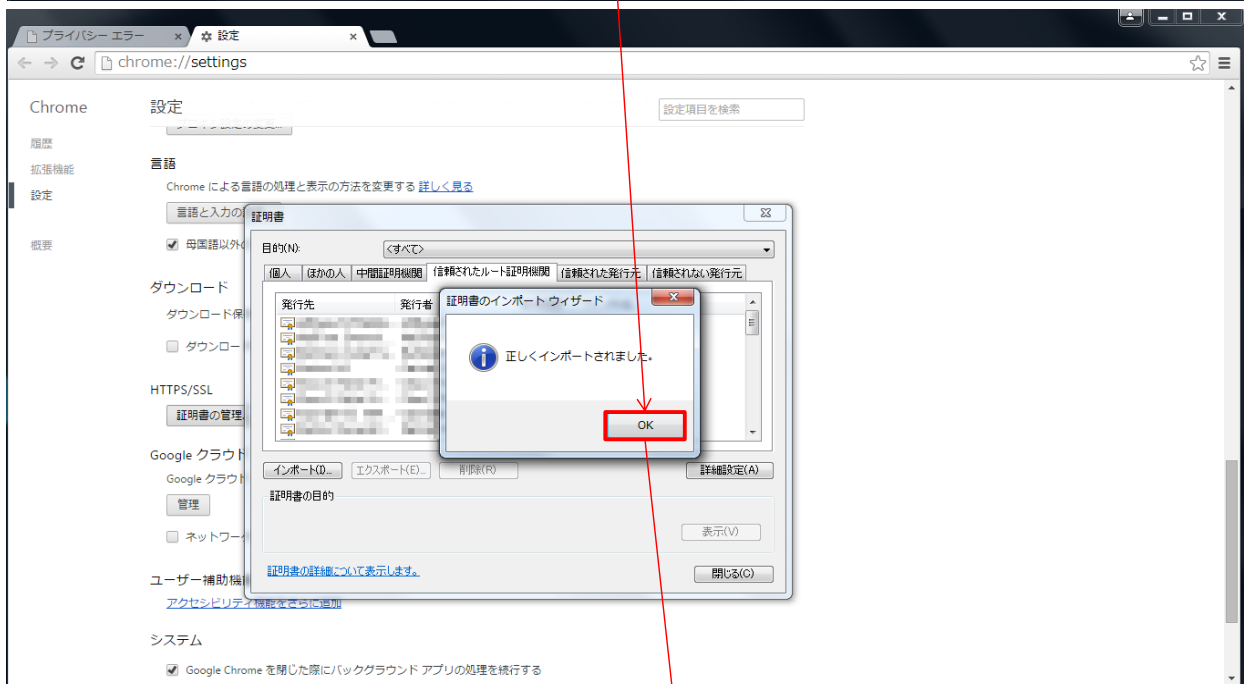 プライバシー エラー
設定
chrome://settings
Chrome
設定
設定項目を検索
履歴
拡張機能
設定
概要
言語
Chrome による言語の処理と表示の方法を変更する 詳しく見る
言語と入力の
母国語以外
ダウンロード
ダウンロード保
ダウンロー
HTTPS/SSL
証明書の管理
Google クラウド
Google クラウド
管理
ネットワー
ユーザー補助機
アクセシビリティ機能をさらに追加
システム
Google Chrome を閉じた際にバックグラウンド アプリの処理を続行する
証明書
目的(N):
<すべて>
個人 ほかの人 中間証明機関 信頼されたルート証明機関 信頼された発行元 信頼されない発行元
発行先 発行者
インポート(I)... エクスポート(E)... 削除(R) 詳細設定(A)
証明書の目的
表示(V)
証明書の詳細について表示します。
閉じる(C)
証明書のインポート ウィザード
正しくインポートされました。
OK